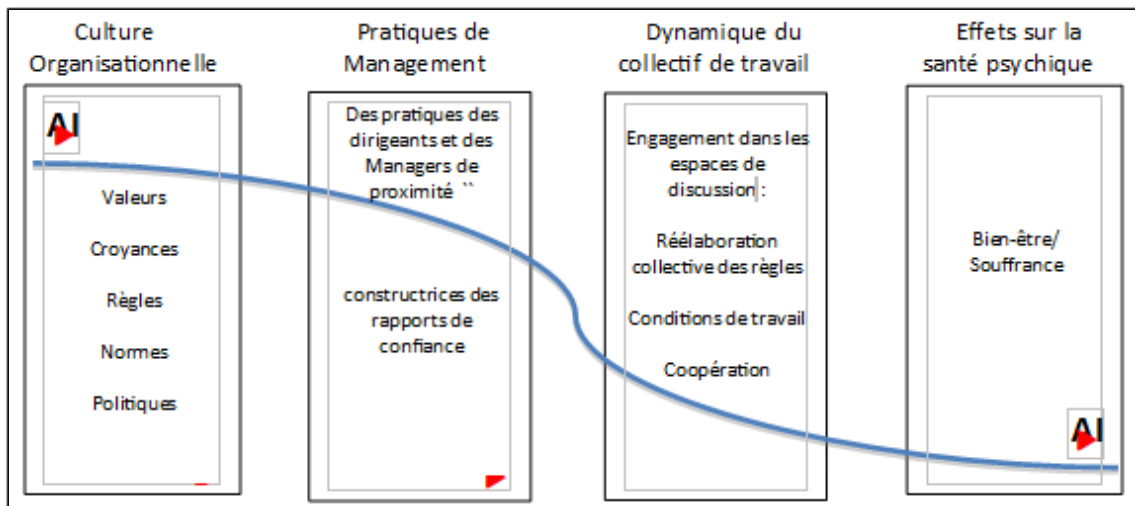 Culture
Organisationnelle
Pratiques de
Management
Dynamique du
collectif de travail
Effets sur la
santé psychique
AI
Valeurs
Croyances
Règles
Normes
Politiques
Des pratiques des
dirigeants et des
Managers de
proximité ``
constructrices des
rapports de
confiance
Engagement dans les
espaces de
discussion :
Réélaboration
collective des règles
Conditions de travail
Coopération
Bien-être/
Souffrance
AI